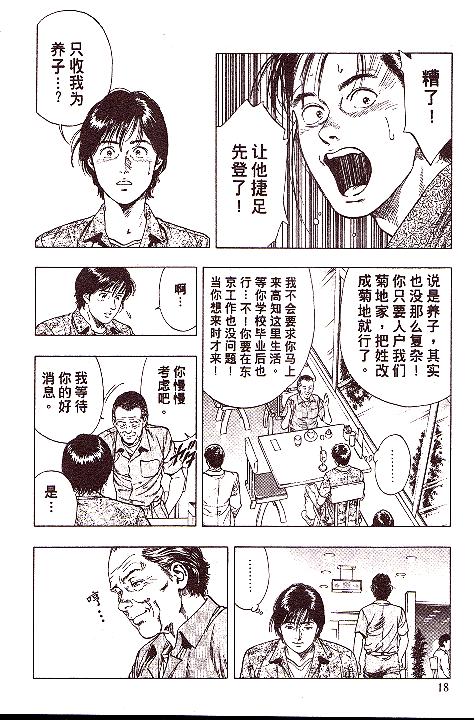 糟了！
让他捷足
先登了！
只收我为
养子…？
说是养子，其实
也没那么复杂！
你只要入户我们
菊地家，把姓改
成菊地就行了。
我不会要求你马上
来高知这里生活。
等你学校毕业后也
行…不！你要在东
京工作也没问题！
当你想来时才来！
………
啊…
你慢慢
考虑吧。
我等待
你的好
消息。
是…
………
哼…
18